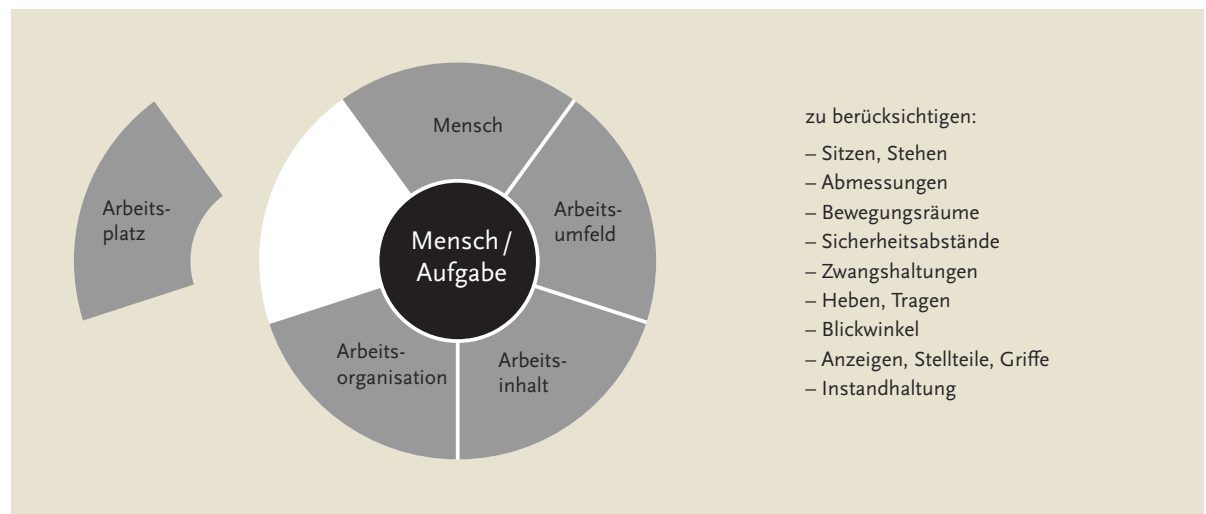 Mensch
Arbeits-
platz
Arbeits-
umfeld
Mensch /
Aufgabe
Arbeits-
organisation
Arbeits-
inhalt
zu berücksichtigen:
– Sitzen, Stehen
– Abmessungen
– Bewegungsräume
– Sicherheitsabstände
– Zwangshaltungen
– Heben, Tragen
– Blickwinkel
– Anzeigen, Stellteile, Griffe
– Instandhaltung